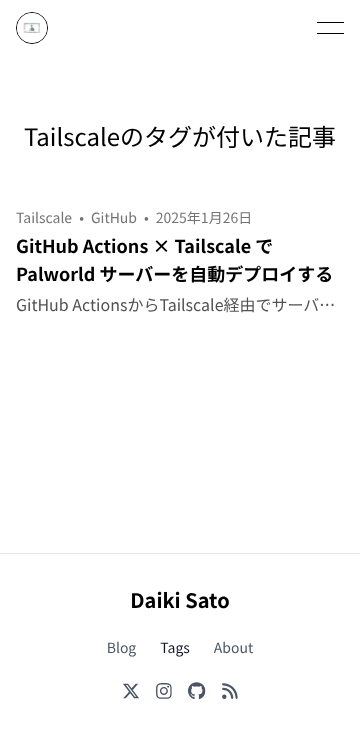 Tailscaleのタグが付いた記事
Tailscale • GitHub • 2025年1月26日
GitHub Actions × Tailscale で
Palworld サーバーを自動デプロイする
GitHub ActionsからTailscale経由でサーバ…
Daiki Sato
Blog Tags About